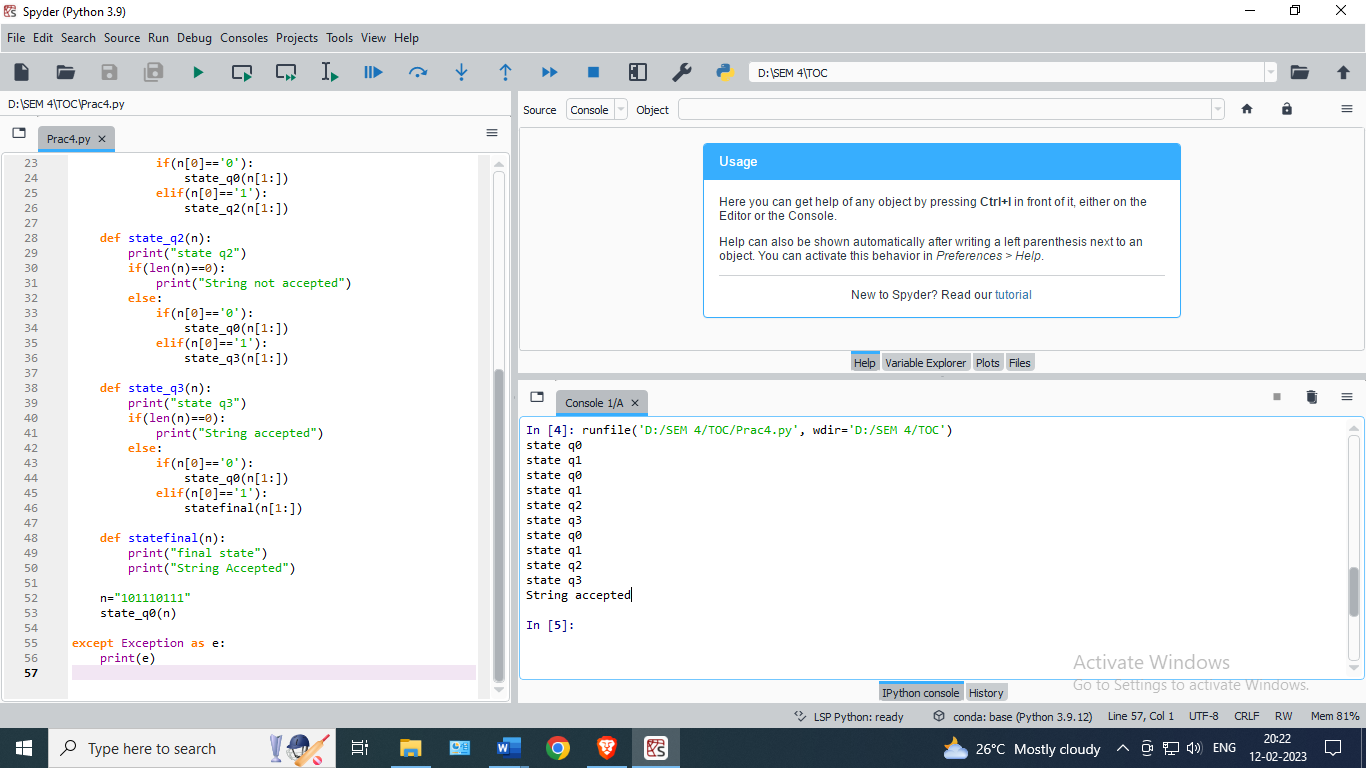 Spyder (Python 3.9)
File Edit Search Source Run Debug Consoles Projects Tools View Help
D:\SEM 4\TOC
D:\SEM 4\TOC\Prac4.py
Prac4.py
23 if(n[0]=='0'):
24 state_q0(n[1:])
25 elif(n[0]=='1'):
26 state_q2(n[1:])
27
28 def state_q2(n):
29 print("state q2")
30 if(len(n)==0):
31 print("String not accepted")
32 else:
33 if(n[0]=='0'):
34 state_q0(n[1:])
35 elif(n[0]=='1'):
36 state_q3(n[1:])
37
38 def state_q3(n):
39 print("state q3")
40 if(len(n)==0):
41 print("String accepted")
42 else:
43 if(n[0]=='0'):
44 state_q0(n[1:])
45 elif(n[0]=='1'):
46 statefinal(n[1:])
47
48 def statefinal(n):
49 print("final state")
50 print("String Accepted")
51
52 n="101110111"
53 state_q0(n)
54
55 except Exception as e:
56 print(e)
57
Source Console Object
Usage
Here you can get help of any object by pressing Ctrl+I in front of it, either on the
Editor or the Console.
Help can also be shown automatically after writing a left parenthesis next to an
object. You can activate this behavior in Preferences > Help.
New to Spyder? Read our tutorial
Help Variable Explorer Plots Files
Console 1/A
In [4]: runfile('D:/SEM 4/TOC/Prac4.py', wdir='D:/SEM 4/TOC')
state q0
state q1
state q0
state q1
state q2
state q3
state q0
state q1
state q2
state q3
String accepted
In [5]:
Activate Windows
Go to Settings to activate Windows.
IPython console History
LSP Python: ready conda: base (Python 3.9.12) Line 57, Col 1 UTF-8 CRLF RW Mem 81%
Type here to search
26°C Mostly cloudy ENG 20:22
12-02-2023